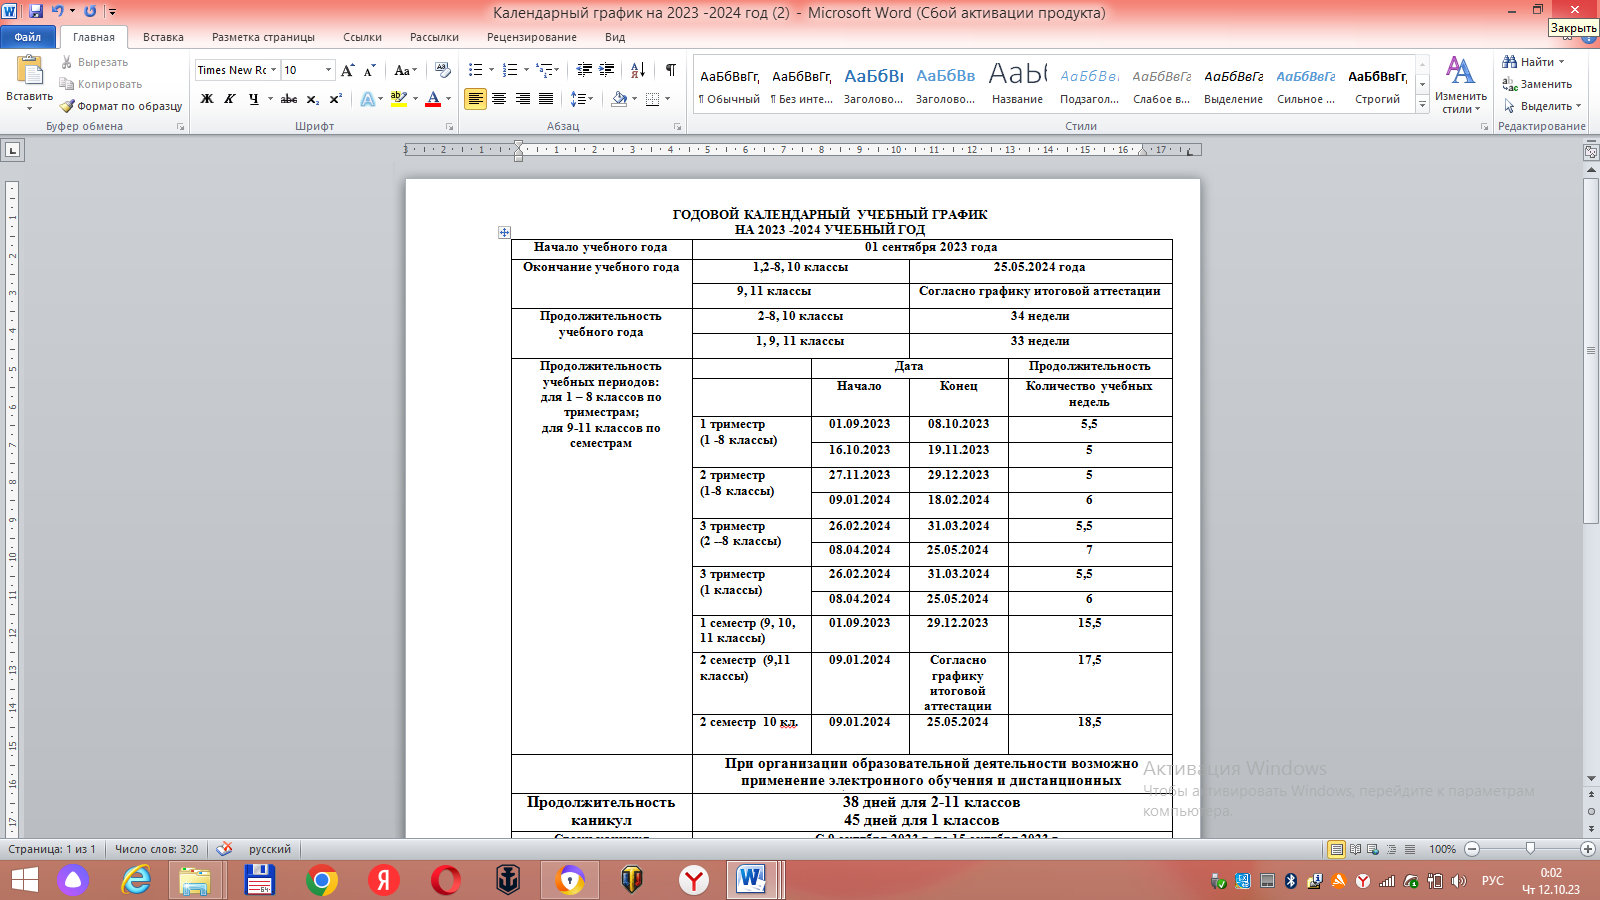 Календарный график на 2023 -2024 год (2) - Microsoft Word (Сбой активации продукта)
Закрыть
Файл Главная Вставка Разметка страницы Ссылки Рассылки Рецензирование Вид
Вставить
Вырезать
Копировать
Формат по образцу
Буфер обмена
Times New Rc 10
Шрифт
Абзац
АаБбВвГг, АаБбВвГг, АаБбВı АаБбВв АаЬ АаБбВвı АаБбВвГг АаБбВвГг АаБбВвГг АаБбВвГг,
¶ Обычный ¶ Без инте... Заголово... Заголово... Название Подзагол... Слабое в... Выделение Сильное ... Строгий
Стили
Изменить стили
Найти
Заменить
Выделить
Редактирование
ГОДОВОЙ КАЛЕНДАРНЫЙ УЧЕБНЫЙ ГРАФИК
НА 2023 -2024 УЧЕБНЫЙ ГОД
Начало учебного года 01 сентября 2023 года
Окончание учебного года 1,2-8, 10 классы 25.05.2024 года
9, 11 классы Согласно графику итоговой аттестации
Продолжительность учебного года 2-8, 10 классы 34 недели
1, 9, 11 классы 33 недели
Продолжительность
учебных периодов:
для 1 – 8 классов по
триместрам;
для 9-11 классов по
семестрам
Дата Продолжительность
Начало Конец Количество учебных недель
1 триместр (1 -8 классы) 01.09.2023 08.10.2023 5,5
16.10.2023 19.11.2023 5
2 триместр (1-8 классы) 27.11.2023 29.12.2023 5
09.01.2024 18.02.2024 6
3 триместр (2 –8 классы) 26.02.2024 31.03.2024 5,5
08.04.2024 25.05.2024 7
3 триместр (1 классы) 26.02.2024 31.03.2024 5,5
08.04.2024 25.05.2024 6
1 семестр (9, 10, 11 классы) 01.09.2023 29.12.2023 15,5
2 семестр (9,11 классы) 09.01.2024 Согласно графику итоговой аттестации 17,5
2 семестр 10 кл. 09.01.2024 25.05.2024 18,5
При организации образовательной деятельности возможно
применение электронного обучения и дистанционных
Продолжительность каникул 38 дней для 2-11 классов
45 дней для 1 классов
Активация Windows
Чтобы активировать Windows, перейдите к параметрам
компьютера.
Страница: 1 из 1 Число слов: 320 русский 100%
РУС
0:02
Чт 12.10.23